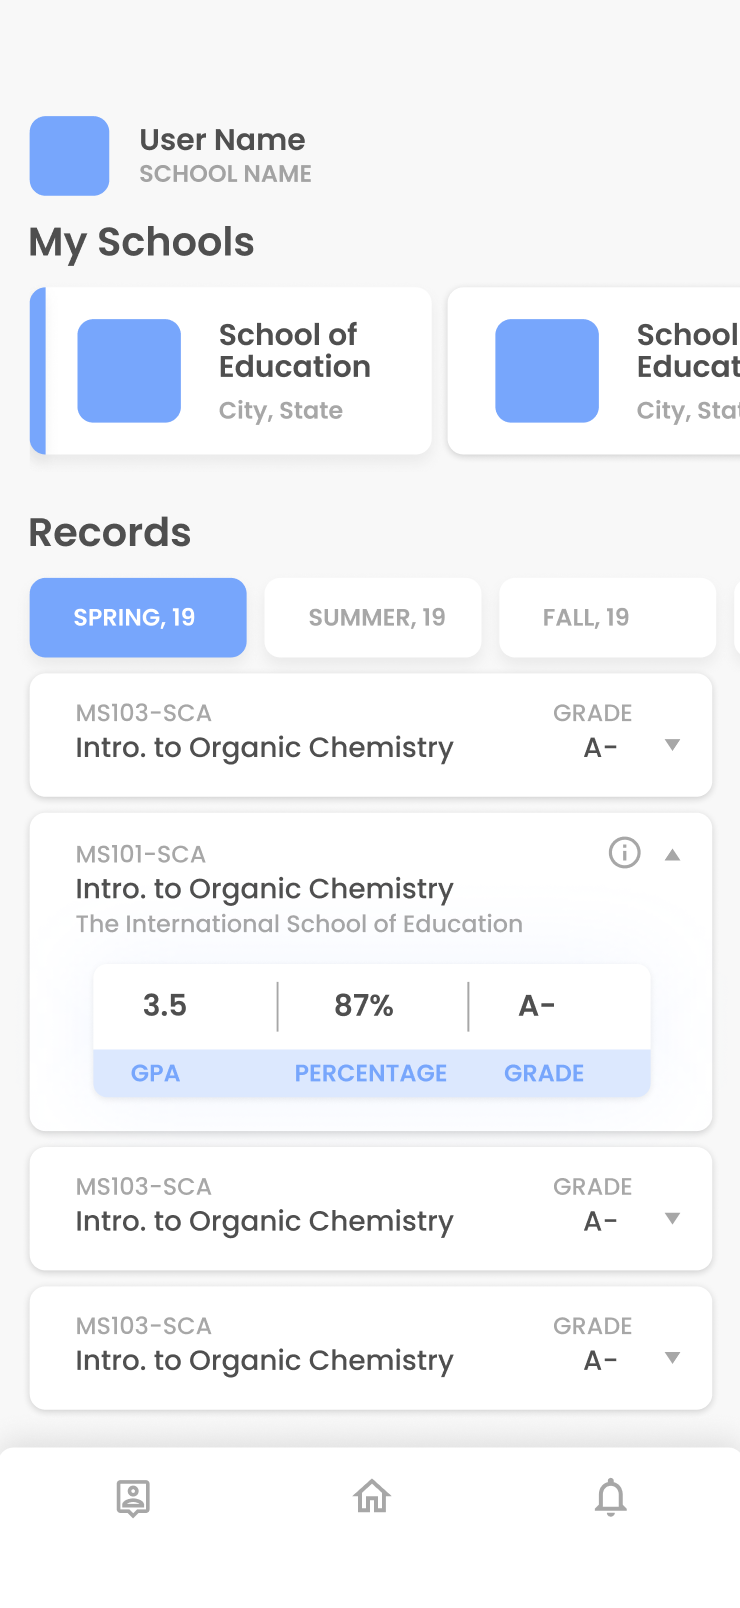 User Name
SCHOOL NAME
My Schools
School of
Education
City, State
School
Educat
City, Stat
Records
SPRING, 19
SUMMER, 19
FALL, 19
MS103-SCA
GRADE
Intro. to Organic Chemistry
A-
MS101-SCA
Intro. to Organic Chemistry
The International School of Education
3.5
87%
A-
GPA
PERCENTAGE
GRADE
MS103-SCA
GRADE
Intro. to Organic Chemistry
A-
MS103-SCA
GRADE
Intro. to Organic Chemistry
A-